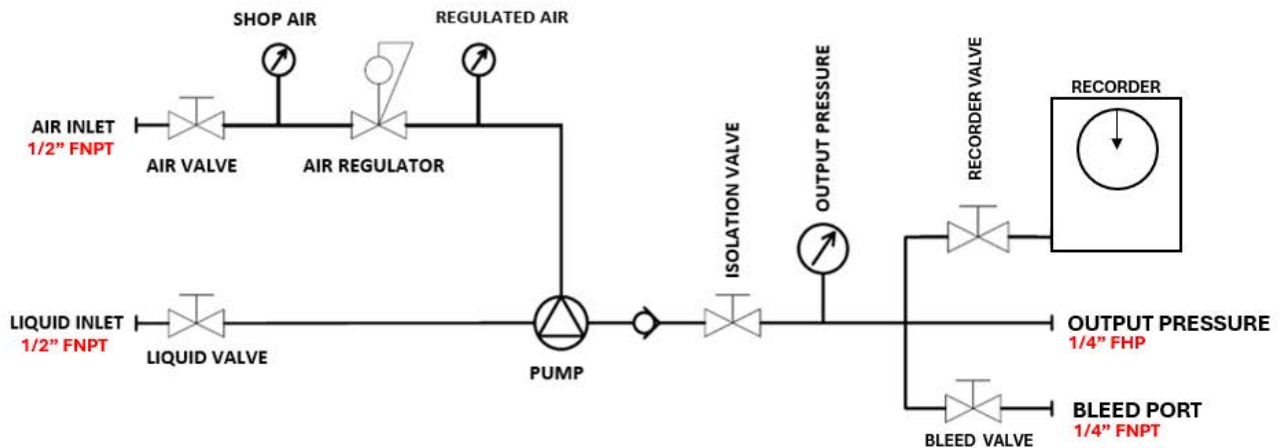 SHOP AIR
REGULATED AIR
AIR INLET
1/2” FNPT
AIR VALVE
AIR REGULATOR
OUTPUT PRESSURE
ISOLATION VALVE
RECORDER VALVE
RECORDER
LIQUID INLET
1/2” FNPT
LIQUID VALVE
PUMP
OUTPUT PRESSURE
1/4” FHP
BLEED PORT
1/4” FNPT
BLEED VALVE